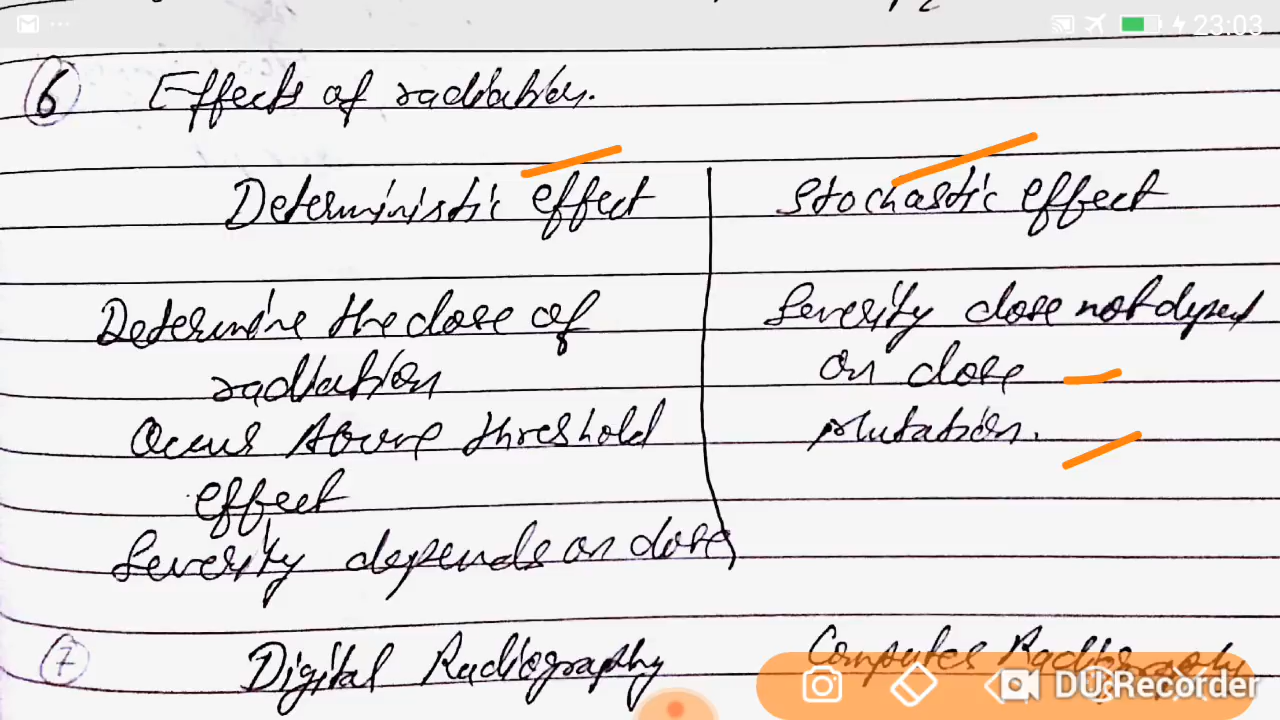 23:03
6 Effects of radiation.
Deterministic effect
Stochastic effect
Determine the dose of
radiation
Occurs Above threshold
effect
Severity depends on dose
Severity dose not depend
on dose
Mutation.
7 Digital Radiography
Computer Radiography
DU Recorder